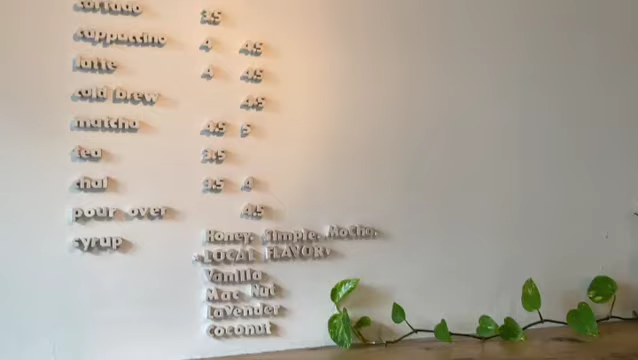 cortado 3.5
cappuccino 4 4.5
latte 4 4.5
cold brew 4.5
matcha 4.5 5
tea 3.5
chai 3.5 4
pour over 4.5
syrup Honey. Simple. MoCha.
LOCAL FLAVOR:
Vanilla
Mac Nut
LaVender
coconut